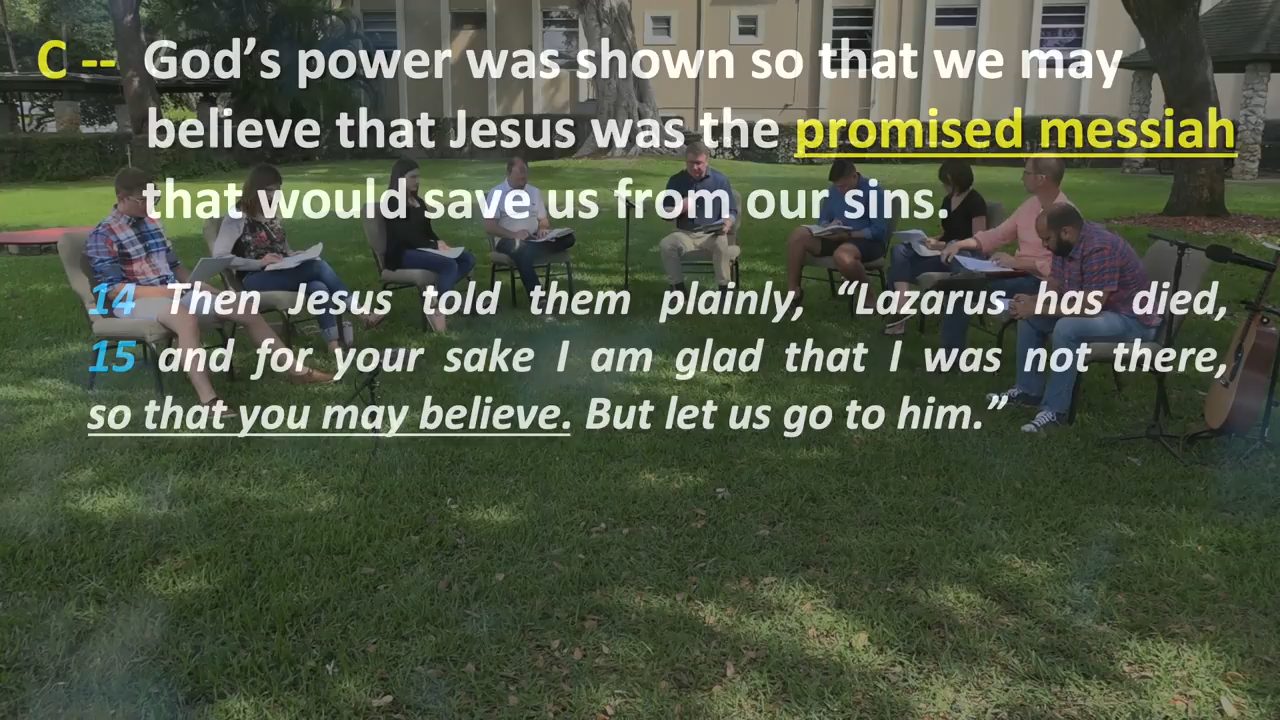 C -- God’s power was shown so that we may
believe that Jesus was the promised messiah
that would save us from our sins.
14 Then Jesus told them plainly, “Lazarus has died,
15 and for your sake I am glad that I was not there,
so that you may believe. But let us go to him.”